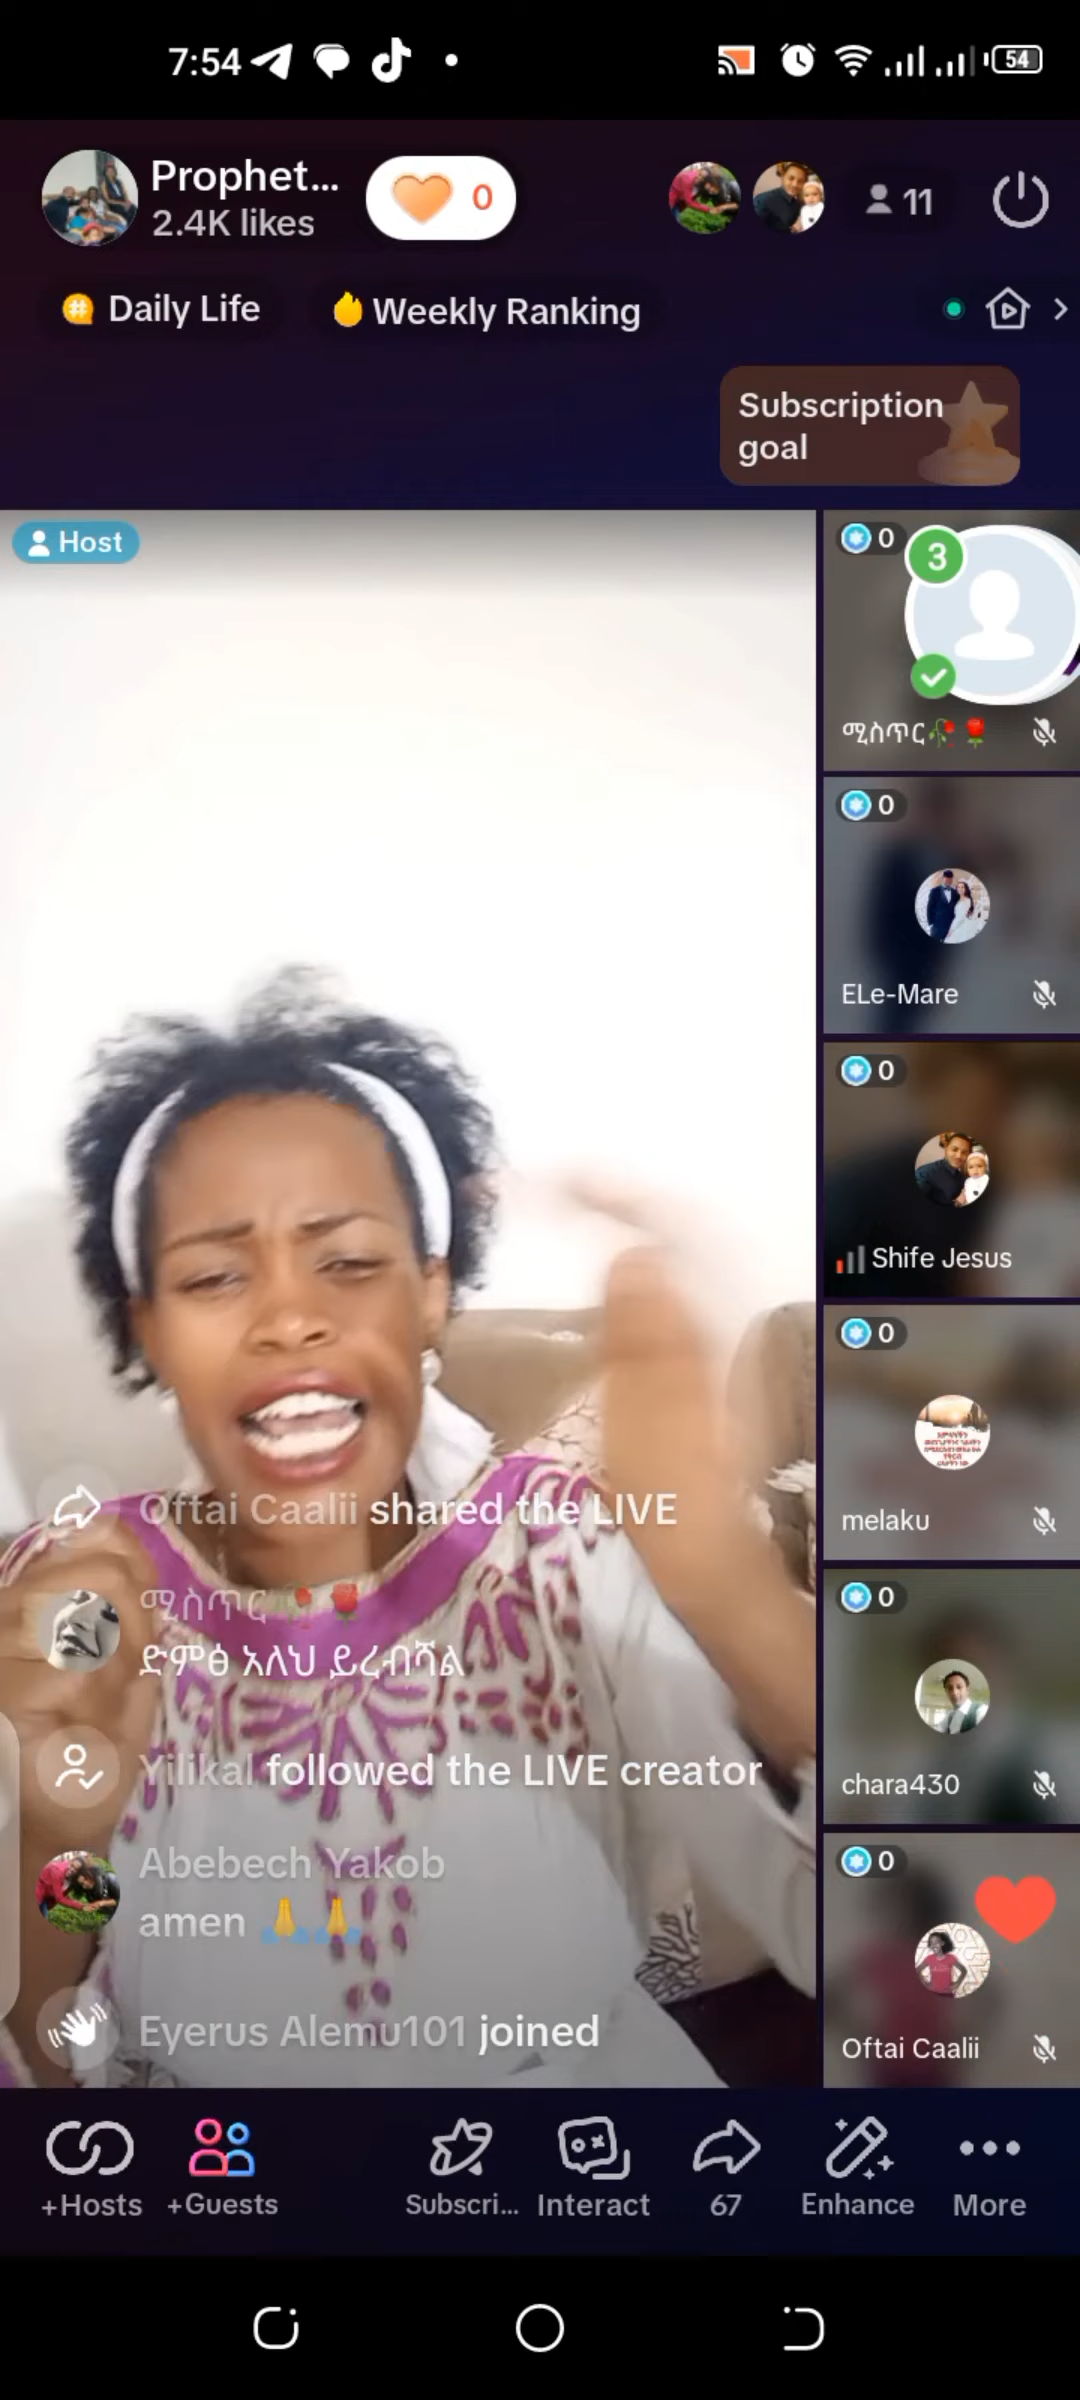 7:54
54
Prophet...
2.4K likes
0
11
Daily Life
Weekly Ranking
Subscription
goal
Host
0
3
ሚስጥር🥀🌹
0
ELe-Mare
0
Shife Jesus
0
melaku
0
chara430
0
Oftai Caalii
Oftai Caalii shared the LIVE
ሚስጥር🥀🌹
ድምፅ አለህ ይረብሻል
Yilikal followed the LIVE creator
Abebech Yakob
amen 🙏🙏
Eyerus Alemu101 joined
+Hosts
+Guests
Subscri...
Interact
67
Enhance
More